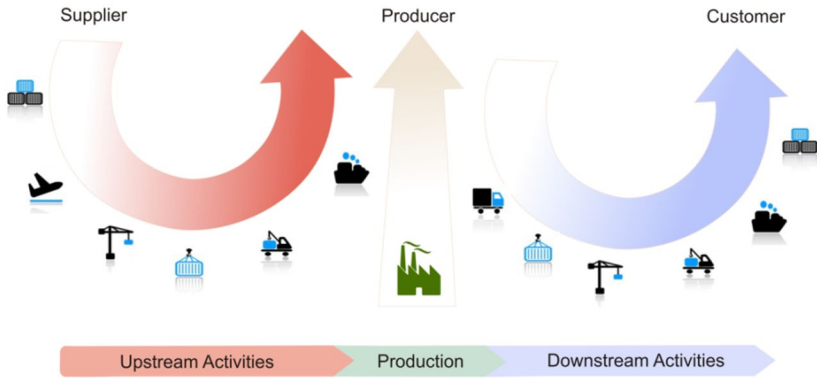 Supplier
Producer
Customer
Upstream Activities
Production
Downstream Activities